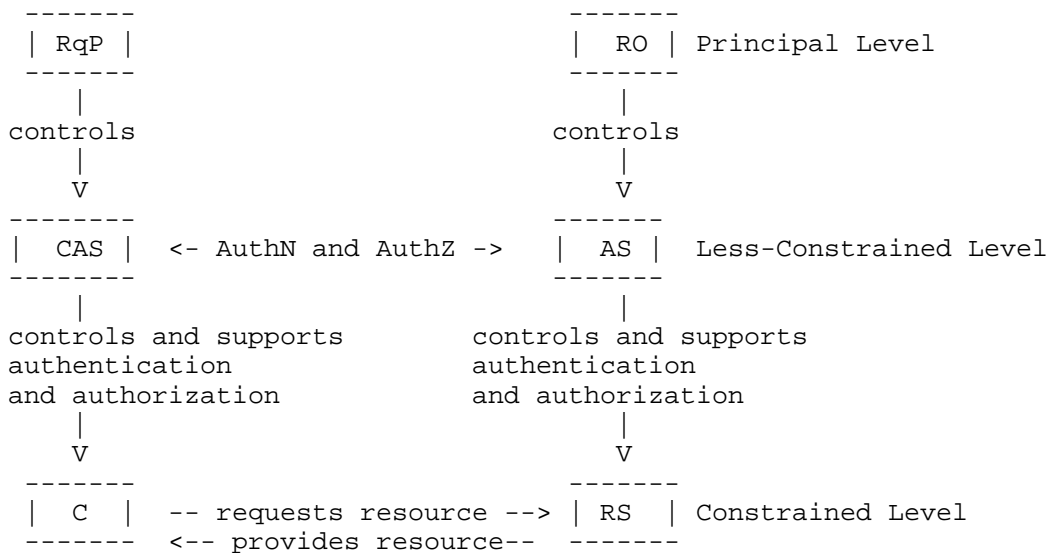 -------                               -------
| RqP |                               |  RO | Principal Level
-------                               -------
   |                                     |
controls                              controls
   |                                     |
   V                                     V
--------                              -------
|  CAS |  <- AuthN and AuthZ ->   |  AS |  Less-Constrained Level
--------                              -------
   |                                     |
controls and supports         controls and supports
authentication                authentication
and authorization             and authorization
   |                                     |
   V                                     V
-------                               -------
|  C  |  -- requests resource --> | RS  | Constrained Level
-------  <-- provides resource--  -------